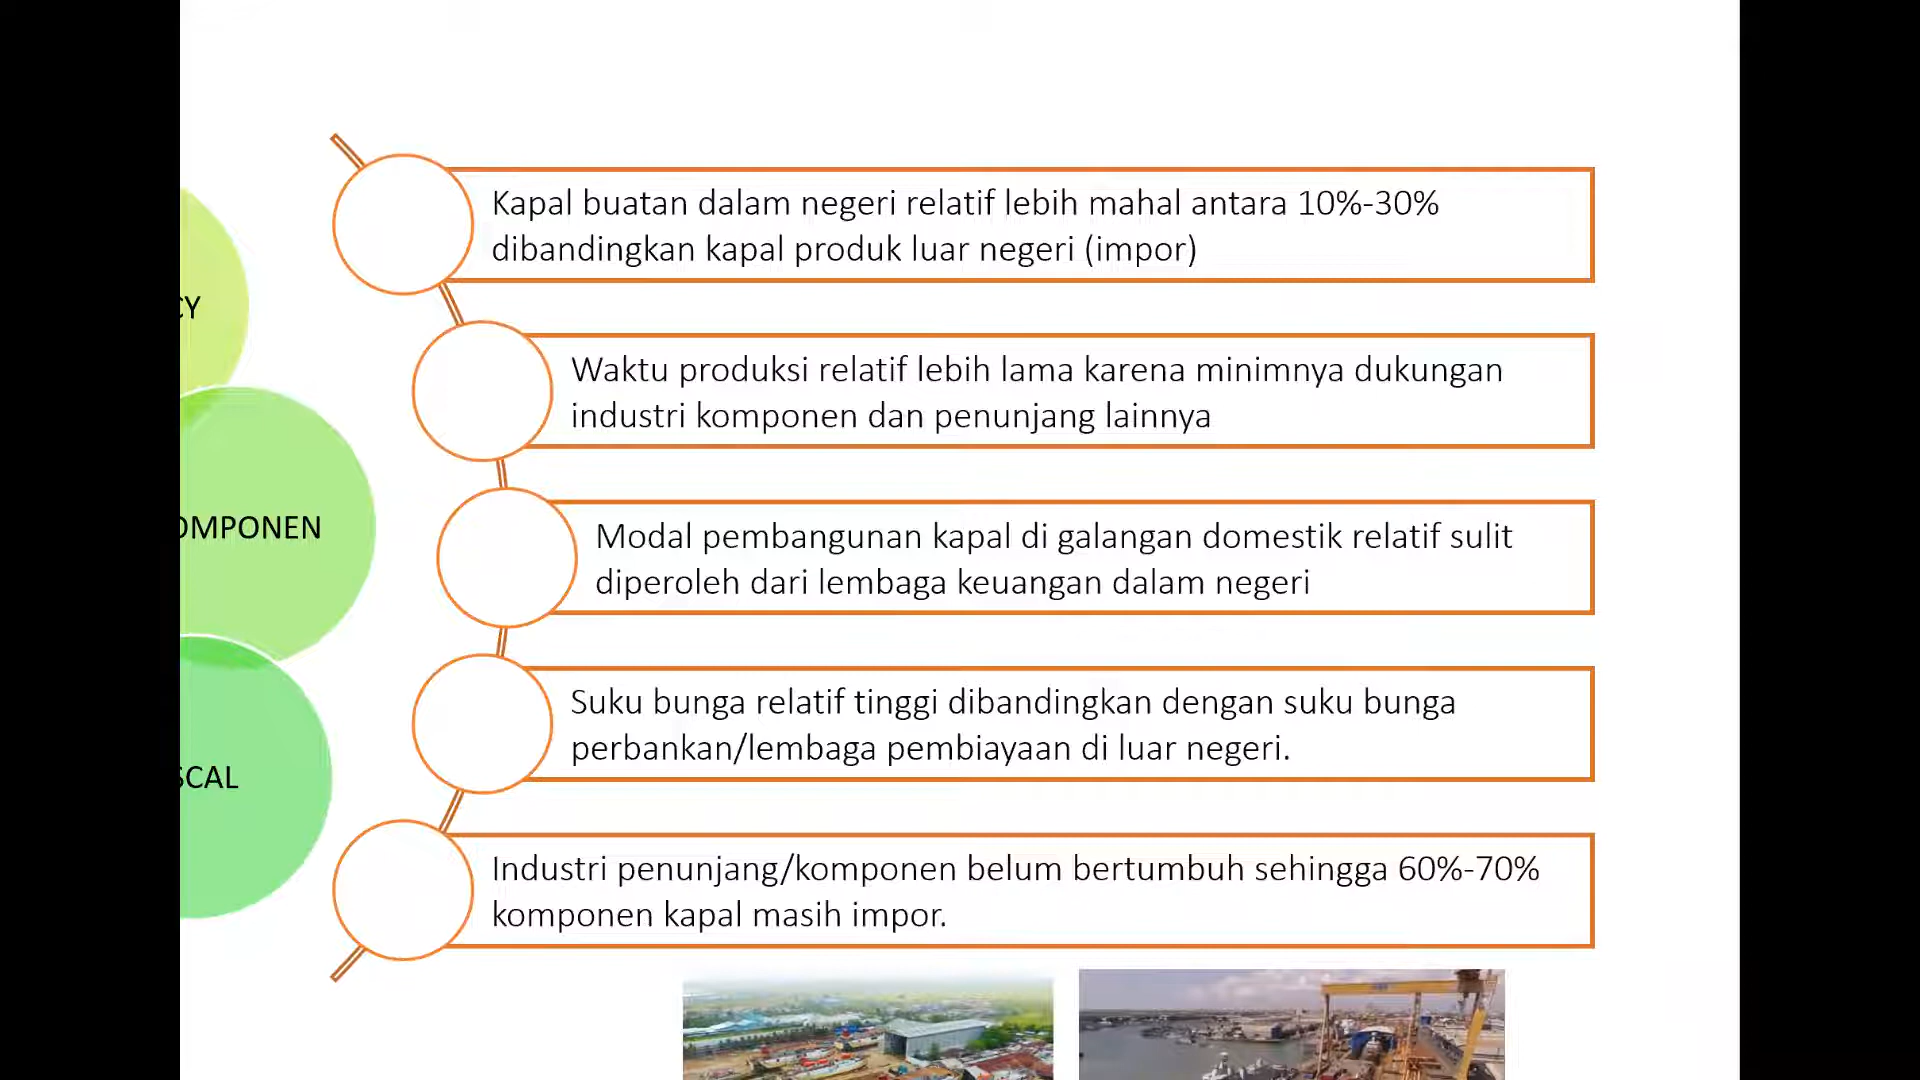 Kapal buatan dalam negeri relatif lebih mahal antara 10%-30%
dibandingkan kapal produk luar negeri (impor)
Waktu produksi relatif lebih lama karena minimnya dukungan
industri komponen dan penunjang lainnya
Modal pembangunan kapal di galangan domestik relatif sulit
diperoleh dari lembaga keuangan dalam negeri
Suku bunga relatif tinggi dibandingkan dengan suku bunga
perbankan/lembaga pembiayaan di luar negeri.
Industri penunjang/komponen belum bertumbuh sehingga 60%-70%
komponen kapal masih impor.